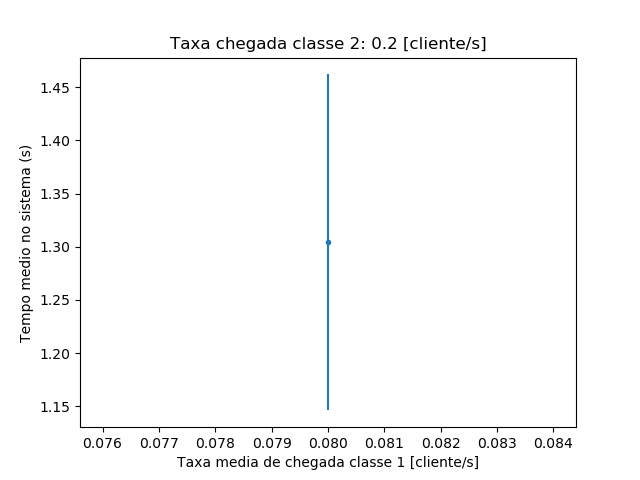 Taxa chegada classe 2: 0.2 [cliente/s]
1.45
1.40
1.35
1.30
1.25
1.20
1.15
Tempo medio no sistema (s)
0.076 0.077 0.078 0.079 0.080 0.081 0.082 0.083 0.084
Taxa media de chegada classe 1 [cliente/s]